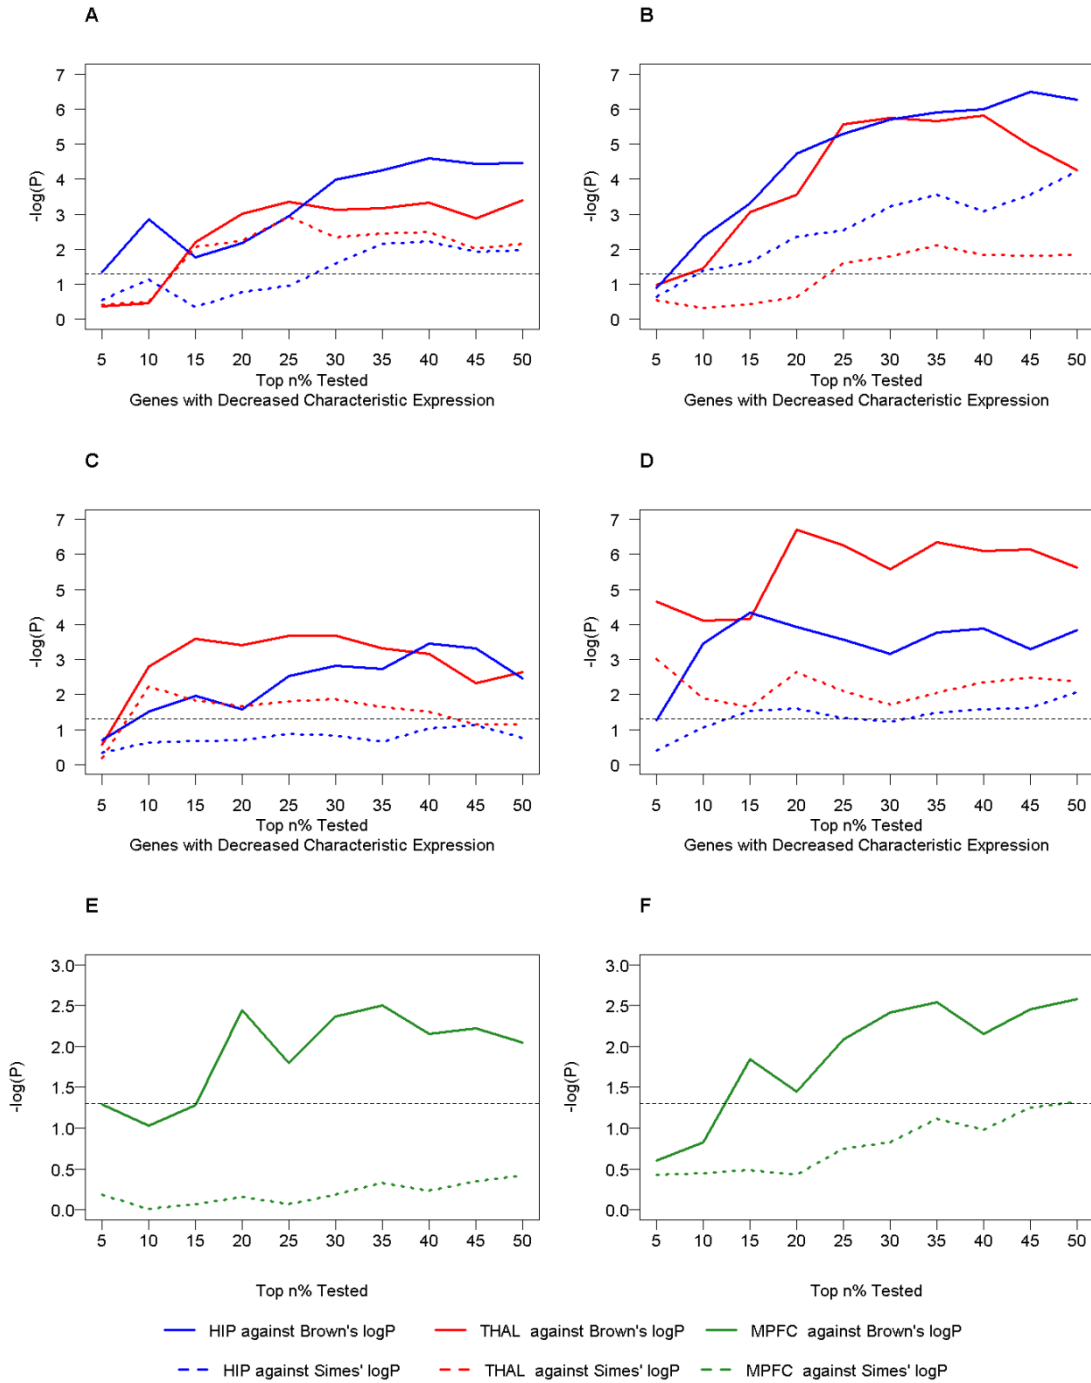 A
-log(P)
7
6
5
4
3
2
1
0
5 10 15 20 25 30 35 40 45 50
Top n% Tested
Genes with Decreased Characteristic Expression
B
-log(P)
7
6
5
4
3
2
1
0
5 10 15 20 25 30 35 40 45 50
Top n% Tested
Genes with Decreased Characteristic Expression
C
-log(P)
7
6
5
4
3
2
1
0
5 10 15 20 25 30 35 40 45 50
Top n% Tested
Genes with Decreased Characteristic Expression
D
-log(P)
7
6
5
4
3
2
1
0
5 10 15 20 25 30 35 40 45 50
Top n% Tested
Genes with Decreased Characteristic Expression
E
-log(P)
3.0
2.5
2.0
1.5
1.0
0.5
0.0
5 10 15 20 25 30 35 40 45 50
Top n% Tested
F
-log(P)
3.0
2.5
2.0
1.5
1.0
0.5
0.0
5 10 15 20 25 30 35 40 45 50
Top n% Tested
HIP against Brown's logP THAL against Brown's logP MPFC against Brown's logP
HIP against Simes' logP THAL against Simes' logP MPFC against Simes' logP